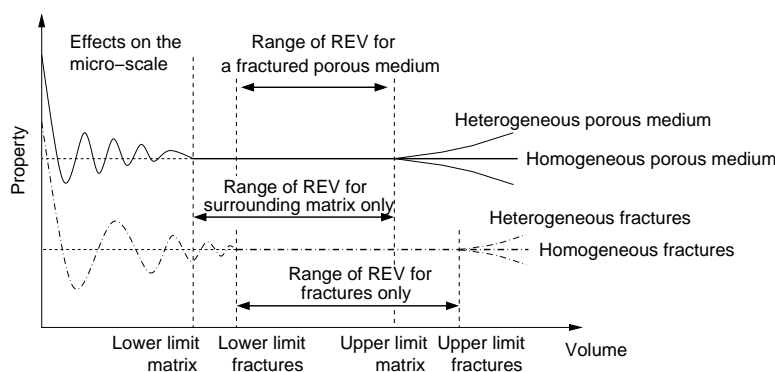 Effects on the
micro−scale
Range of REV for
a fractured porous medium
Heterogeneous porous medium
Homogeneous porous medium
Property
Range of REV for
surrounding matrix only
Heterogeneous fractures
Homogeneous fractures
Range of REV for
fractures only
Lower limit
matrix
Lower limit
fractures
Upper limit
matrix
Upper limit
fractures
Volume